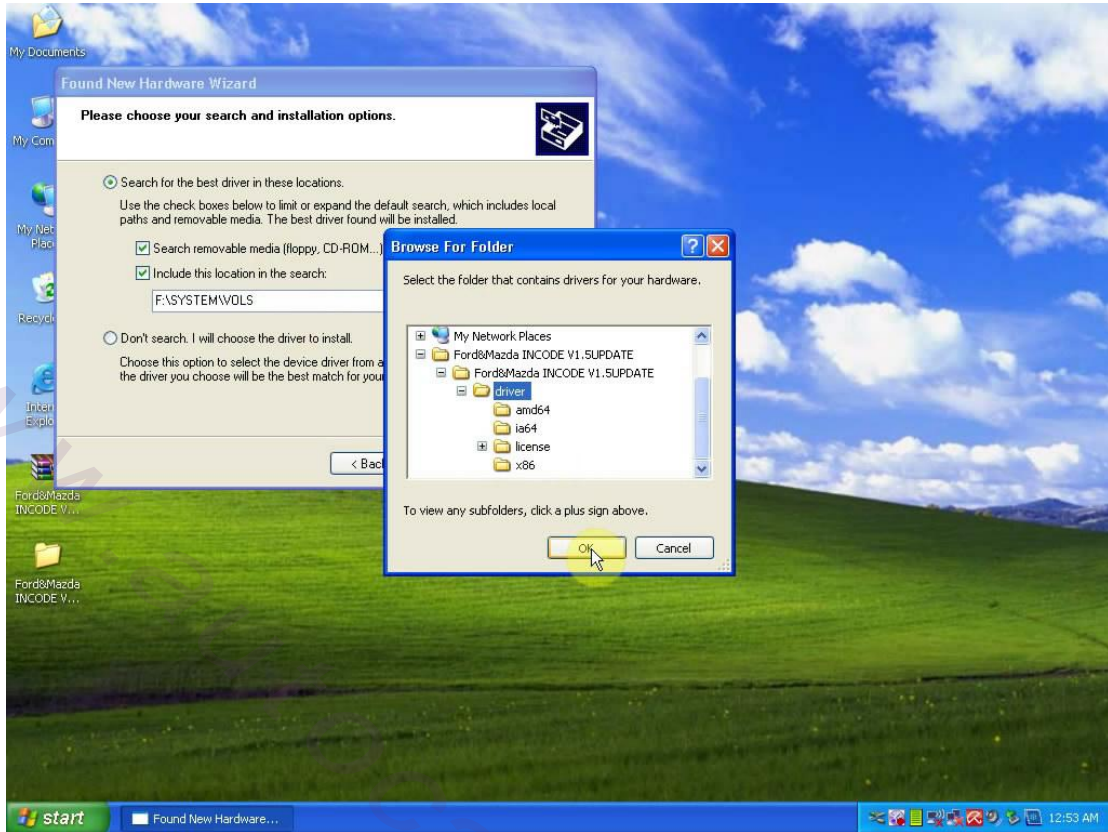 My Documents
Found New Hardware Wizard
Please choose your search and installation options.
My Com
Search for the best driver in these locations.
Use the check boxes below to limit or expand the default search, which includes local
paths and removable media. The best driver found will be installed.
My Net
Plac
Search removable media (floppy, CD-ROM...)
Include this location in the search:
F:\SYSTEM\VOLS
Recycl
Don't search. I will choose the driver to install.
Choose this option to select the device driver from a
the driver you choose will be the best match for your
Inter
Explo
< Back
Browse For Folder
Select the folder that contains drivers for your hardware.
My Network Places
Ford&Mazda INCODE V1.5UPDATE
Ford&Mazda INCODE V1.5UPDATE
driver
amd64
ia64
license
x86
To view any subfolders, click a plus sign above.
OK
Cancel
Ford&Mazda
INCODE V...
Ford&Mazda
INCODE V...
start
Found New Hardware...
12:53 AM